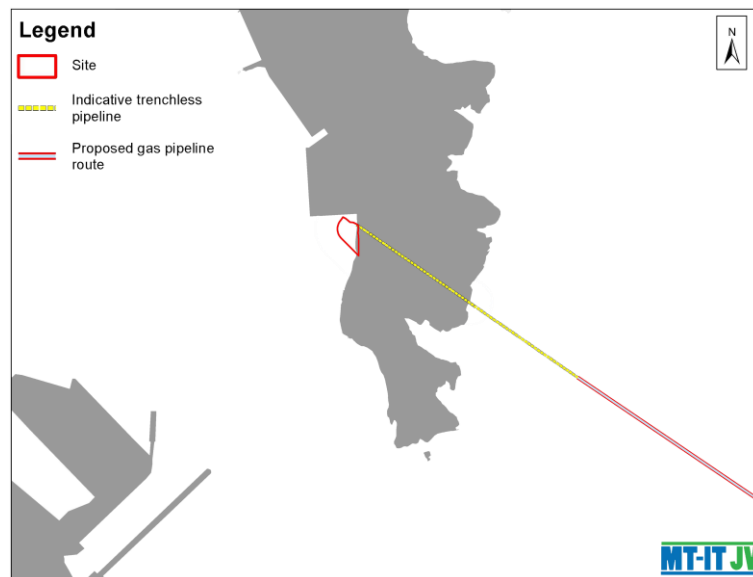 Legend
Site
Indicative trenchless
pipeline
Proposed gas pipeline
route
N
MT-IT JV